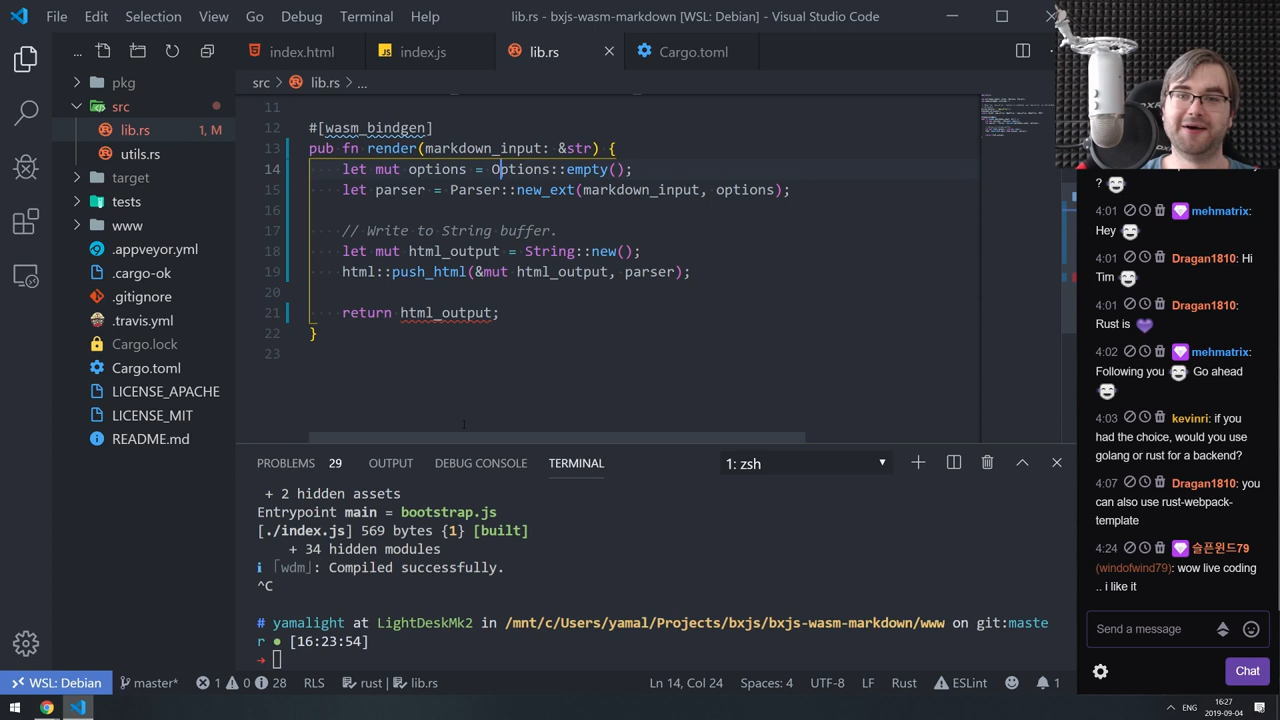 File Edit Selection View Go Debug Terminal Help lib.rs - bxjs-wasm-markdown [WSL: Debian] - Visual Studio Code
... index.html JS index.js lib.rs Cargo.toml
pkg
src
lib.rs 1, M
utils.rs
target
tests
www
.appveyor.yml
.cargo-ok
.gitignore
.travis.yml
Cargo.lock
Cargo.toml
LICENSE_APACHE
LICENSE_MIT
README.md
src > lib.rs > ...
11
12 #[wasm_bindgen]
13 pub fn render(markdown_input: &str) {
14 let mut options = Options::empty();
15 let parser = Parser::new_ext(markdown_input, options);
16
17 // Write to String buffer.
18 let mut html_output = String::new();
19 html::push_html(&mut html_output, parser);
20
21 return html_output;
22 }
23
PROBLEMS 29 OUTPUT DEBUG CONSOLE TERMINAL 1: zsh
+ 2 hidden assets
Entrypoint main = bootstrap.js
[./index.js] 569 bytes {1} [built]
+ 34 hidden modules
ℹ 「wdm」: Compiled successfully.
^C
# yamalight at LightDeskMk2 in /mnt/c/Users/yamal/Projects/bxjs/bxjs-wasm-markdown/www on git:maste
r ● [16:23:54]
→
? 
4:01 mehmatrix:
Hey
4:01 Dragan1810: Hi
Tim
4:01 Dragan1810:
Rust is
4:02 mehmatrix:
Following you Go ahead
4:03 kevinri: if you
had the choice, would you use
golang or rust for a backend?
4:07 Dragan1810: you
can also use rust-webpack-
template
4:24 슬픈윈드79
(windofwind79): wow live coding
.. i like it
Send a message
Chat
WSL: Debian master* 1 0 28 RLS rust | lib.rs Ln 14, Col 24 Spaces: 4 UTF-8 LF Rust ESLint 1
ENG 16:27
2019-09-04